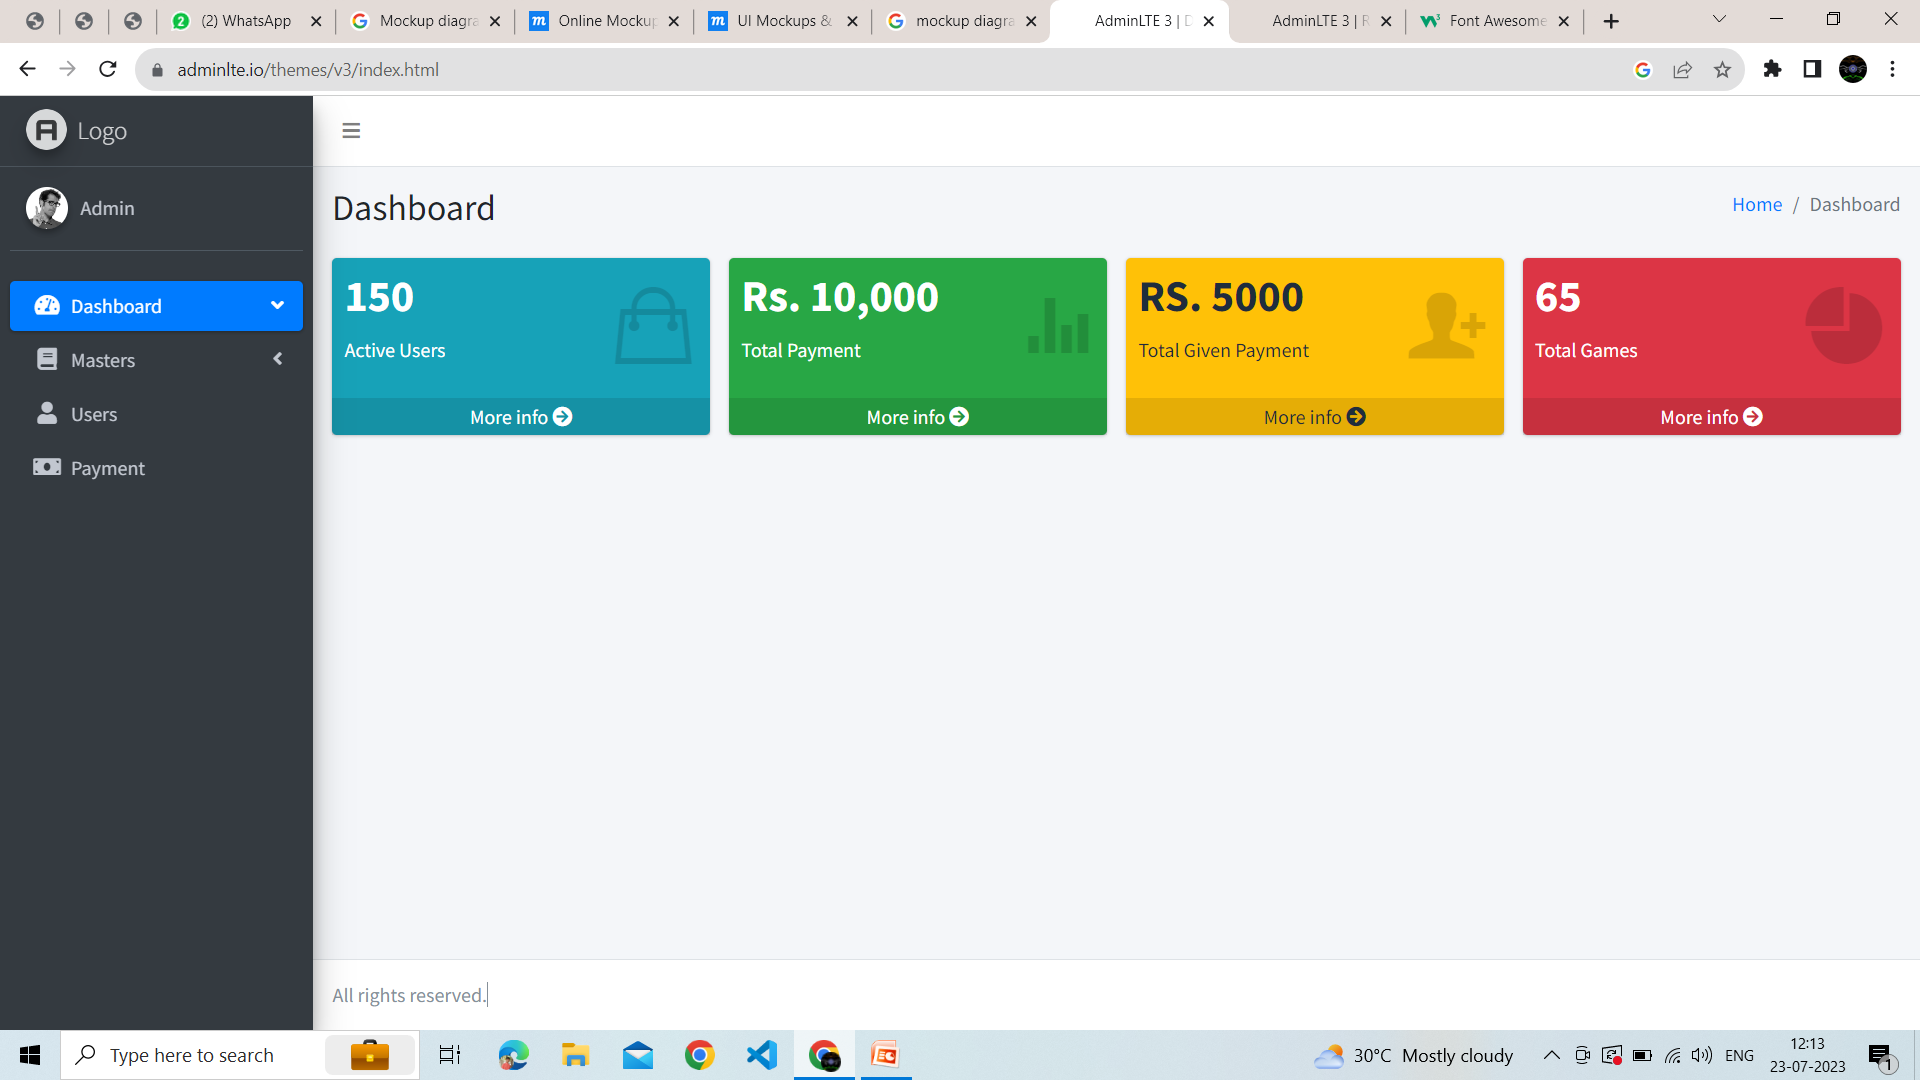 (2) WhatsApp
Mockup diagra
Online Mockup
UI Mockups &
mockup diagra
AdminLTE 3 | D
AdminLTE 3 | R
Font Awesome
adminlte.io/themes/v3/index.html
Logo
Admin
Dashboard
Masters
Users
Payment
Dashboard
Home / Dashboard
150
Active Users
More info
Rs. 10,000
Total Payment
More info
RS. 5000
Total Given Payment
More info
65
Total Games
More info
All rights reserved.
Type here to search
30°C Mostly cloudy
ENG
12:13
23-07-2023
1